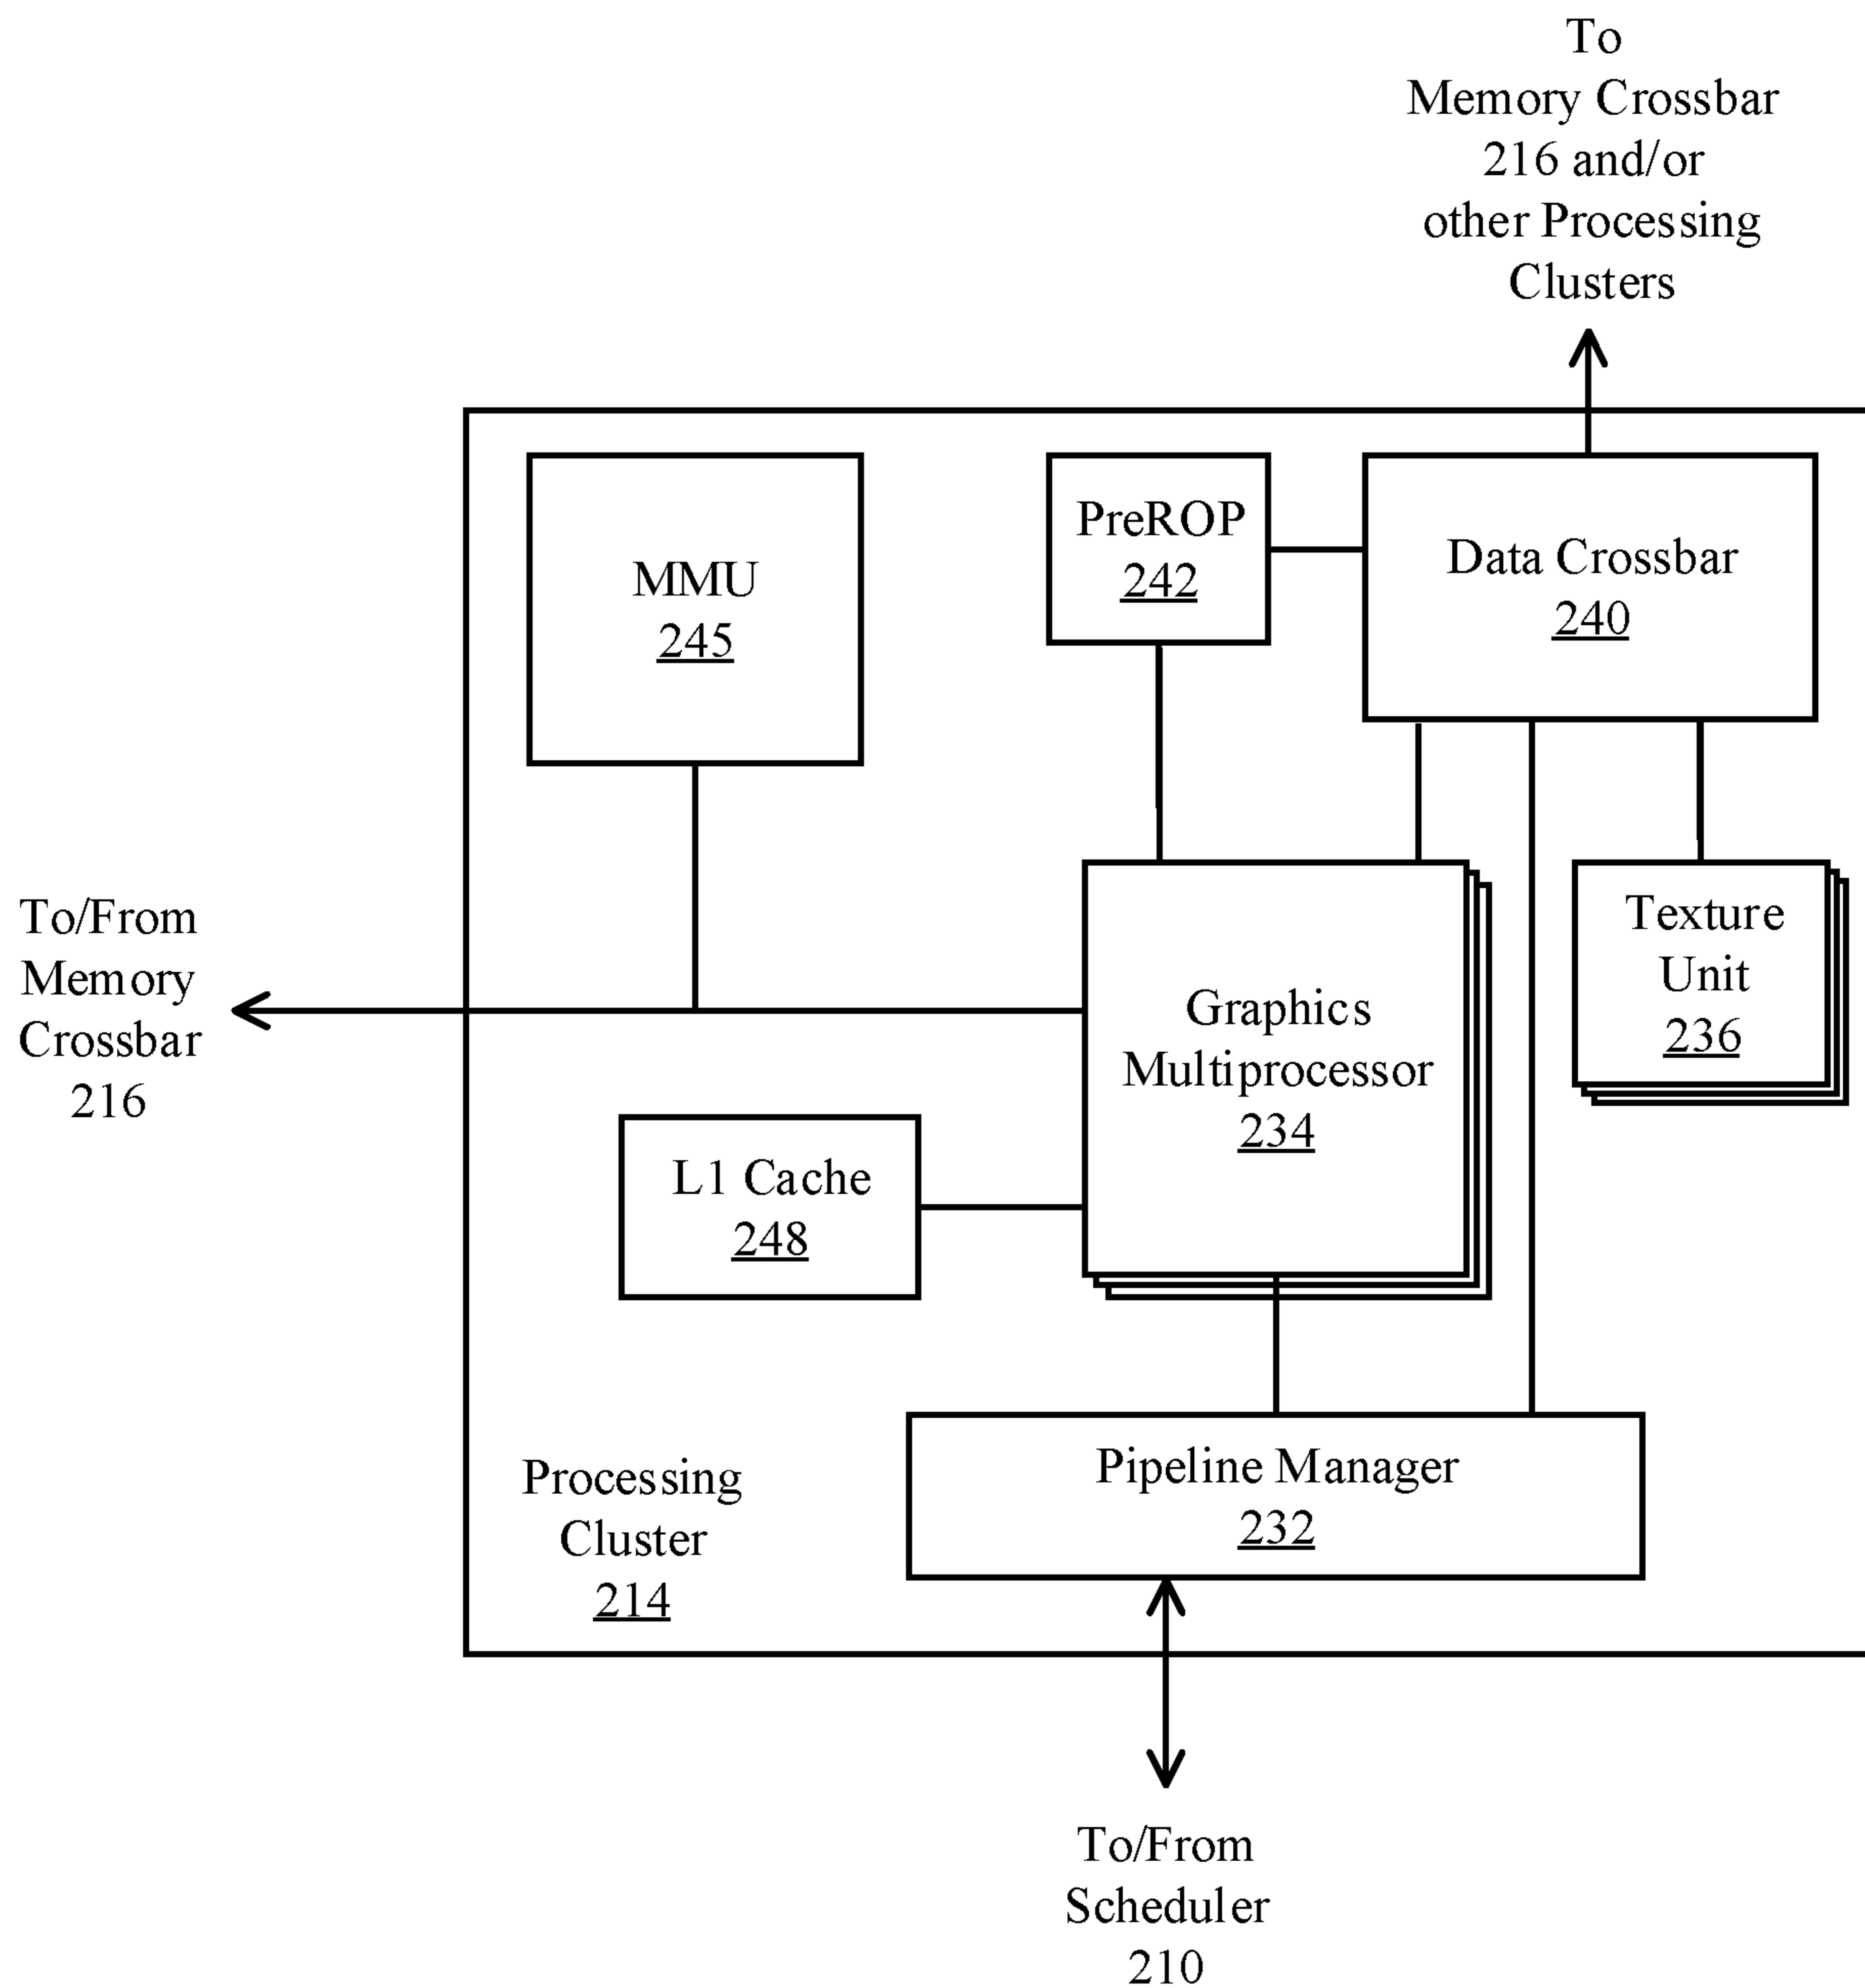 To
Memory Crossbar
216 and/or
other Processing
Clusters
MMU
245
PreROP
242
Data Crossbar
240
To/From
Memory
Crossbar
216
Graphics
Multiprocessor
234
Texture
Unit
236
L1 Cache
248
Processing
Cluster
214
Pipeline Manager
232
To/From
Scheduler
210